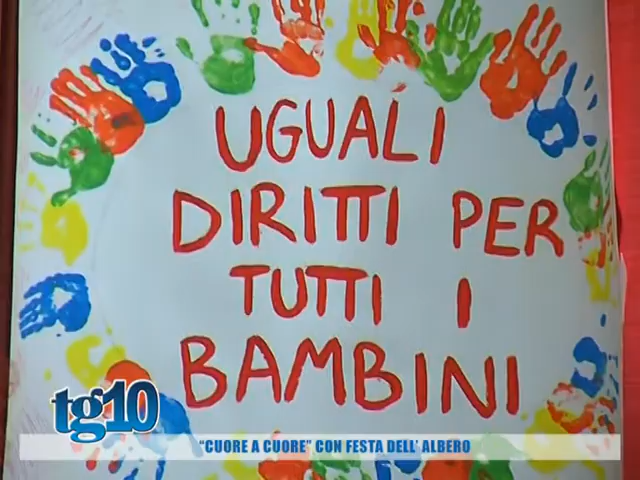 UGUALI
DIRITTI PER
TUTTI I
BAMBINI
tg10
"CUORE A CUORE" CON FESTA DELL' ALBERO